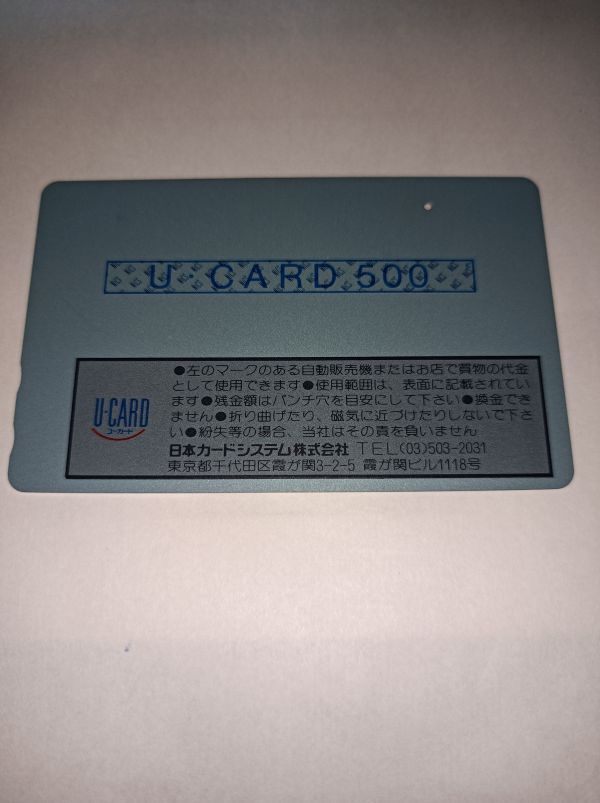 U・CARD 500
●左のマークのある自動販売機またはお店で買物の代金
として使用できます●使用範囲は、表面に記載されてい
ます●残金額はパンチ穴を目安にして下さい●換金でき
ません●折り曲げたり、磁気に近づけたりしないで下さ
い●紛失等の場合、当社はその責を負いません
U・CARD
ユーカード
日本カードシステム株式会社 TEL(03)503-2031
東京都千代田区霞が関3-2-5 霞が関ビル1118号